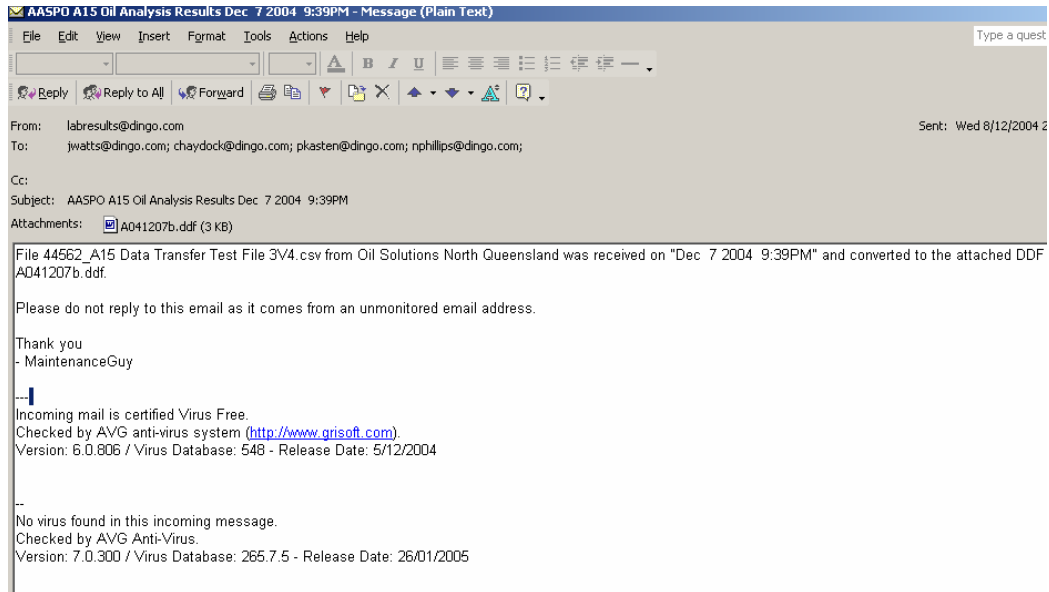 AASPO A15 Oil Analysis Results Dec 7 2004 9:39PM - Message (Plain Text)
File Edit View Insert Format Tools Actions Help Type a quest
A B I U
Reply Reply to All Forward
From: labresults@dingo.com Sent: Wed 8/12/2004 2
To: jwatts@dingo.com; chaydock@dingo.com; pkasten@dingo.com; nphillips@dingo.com;
Cc:
Subject: AASPO A15 Oil Analysis Results Dec 7 2004 9:39PM
Attachments: A041207b.ddf (3 KB)
File 44562_A15 Data Transfer Test File 3V4.csv from Oil Solutions North Queensland was received on "Dec 7 2004 9:39PM" and converted to the attached DDF
A041207b.ddf.
Please do not reply to this email as it comes from an unmonitored email address.
Thank you
- MaintenanceGuy
---
Incoming mail is certified Virus Free.
Checked by AVG anti-virus system (http://www.grisoft.com).
Version: 6.0.806 / Virus Database: 548 - Release Date: 5/12/2004
--
No virus found in this incoming message.
Checked by AVG Anti-Virus.
Version: 7.0.300 / Virus Database: 265.7.5 - Release Date: 26/01/2005